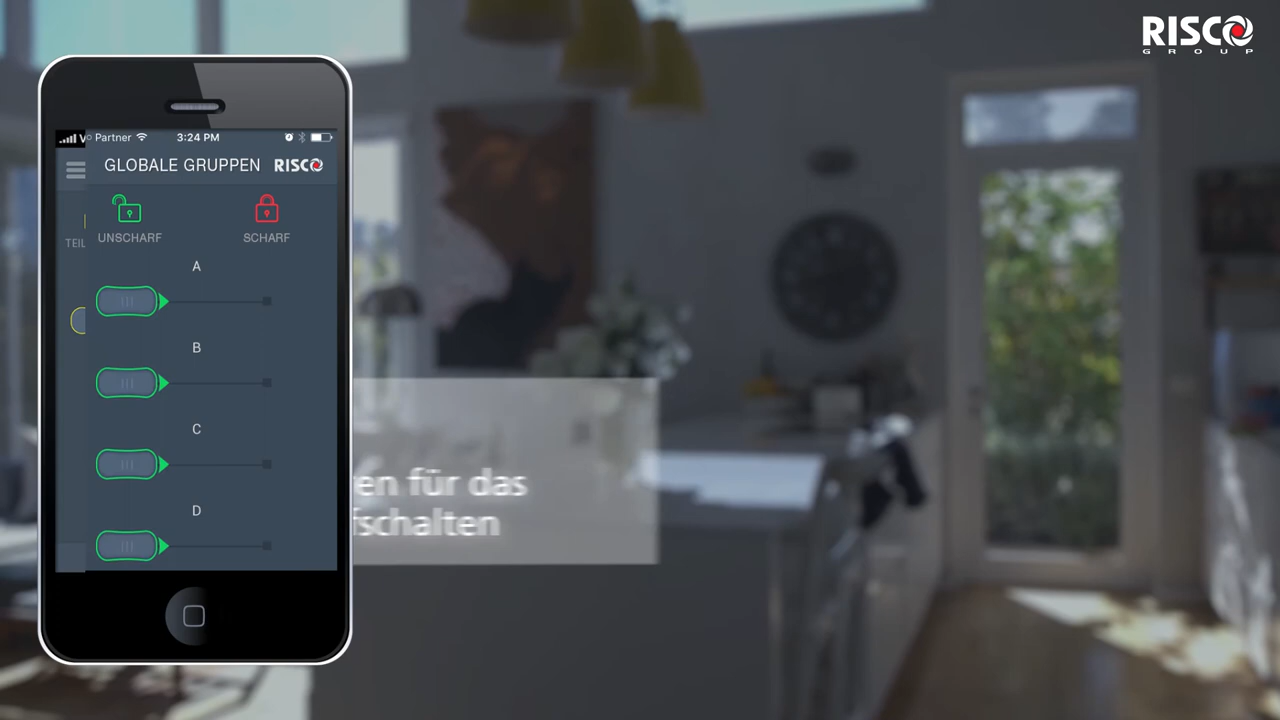 RISCO
GROUP
Partner
3:24 PM
GLOBALE GRUPPEN RISCO
UNSCHARF
SCHARF
TEIL
A
B
C
D
en für das
fschalten